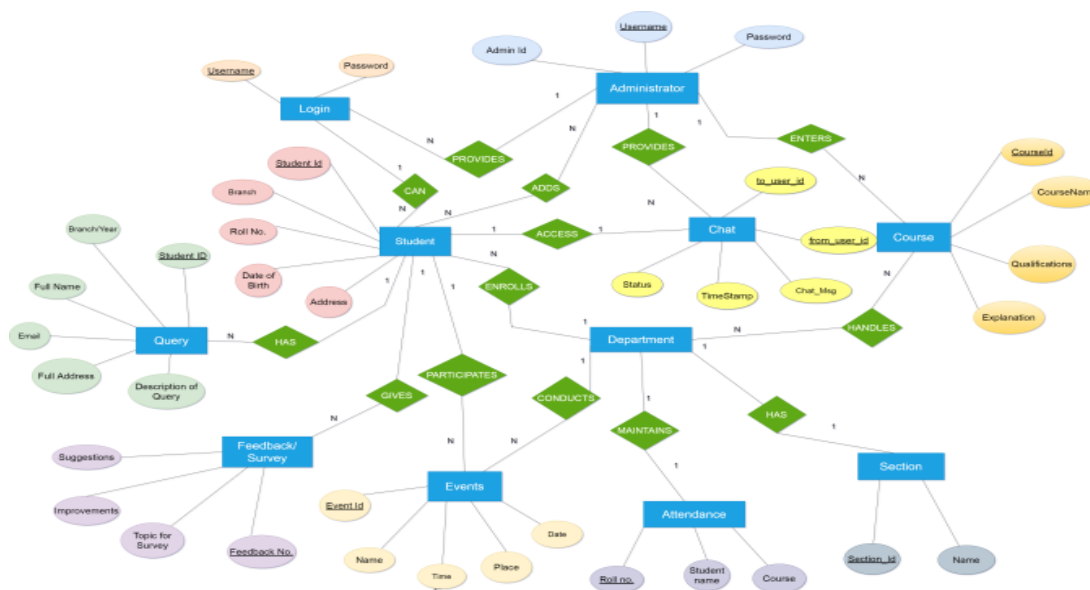 Username
Admin Id
Password
Administrator
Username
Password
Login
1
1
1
1
N
N
PROVIDES
PROVIDES
ENTERS
CourseId
Student Id
1
CAN
ADDS
to_user_id
N
CourseNam
Branch
N
N
N
N
Branch/Year
Roll No.
Student
1
ACCESS
1
Chat
from_user_id
Course
Student ID
N
Qualifications
Date of
Birth
1
1
1
ENROLLS
Status
TimeStamp
Chat_Msg
N
Full Name
Address
Explanation
Email
Query
N
HAS
1
Department
N
HANDLES
1
1
1
1
Full Address
Description of
Query
PARTICIPATES
GIVES
CONDUCTS
HAS
N
MAINTAINS
1
Suggestions
Feedback/
Survey
N
N
1
Section
Improvements
Event Id
Events
Attendance
Topic for
Survey
Feedback No.
Name
Time
Place
Date
Roll no.
Student
name
Course
Section_Id
Name